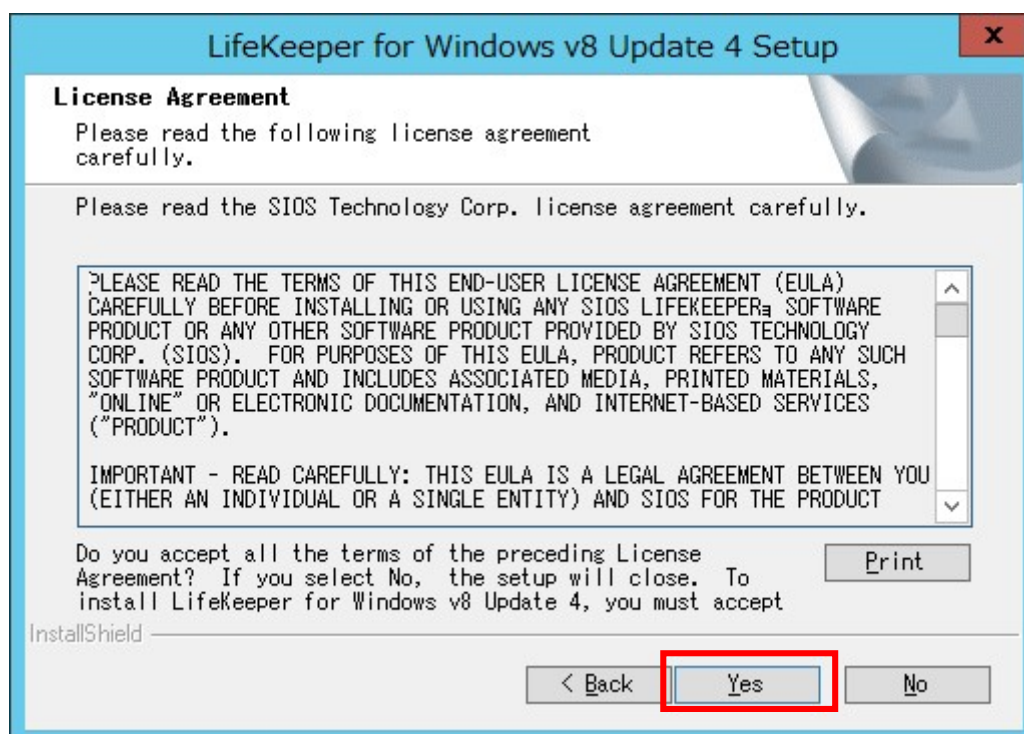 LifeKeeper for Windows v8 Update 4 Setup
x
License Agreement
Please read the following license agreement
carefully.
Please read the SIOS Technology Corp. license agreement carefully.
PLEASE READ THE TERMS OF THIS END-USER LICENSE AGREEMENT (EULA)
CAREFULLY BEFORE INSTALLING OR USING ANY SIOS LIFEKEEPER SOFTWARE
PRODUCT OR ANY OTHER SOFTWARE PRODUCT PROVIDED BY SIOS TECHNOLOGY
CORP. (SIOS).  FOR PURPOSES OF THIS EULA, PRODUCT REFERS TO ANY SUCH
SOFTWARE PRODUCT AND INCLUDES ASSOCIATED MEDIA, PRINTED MATERIALS,
"ONLINE" OR ELECTRONIC DOCUMENTATION, AND INTERNET-BASED SERVICES
("PRODUCT").
IMPORTANT - READ CAREFULLY: THIS EULA IS A LEGAL AGREEMENT BETWEEN YOU
(EITHER AN INDIVIDUAL OR A SINGLE ENTITY) AND SIOS FOR THE PRODUCT
Do you accept all the terms of the preceding License
Agreement?  If you select No,  the setup will close.  To
install LifeKeeper for Windows v8 Update 4, you must accept
Print
InstallShield
< Back
Yes
No